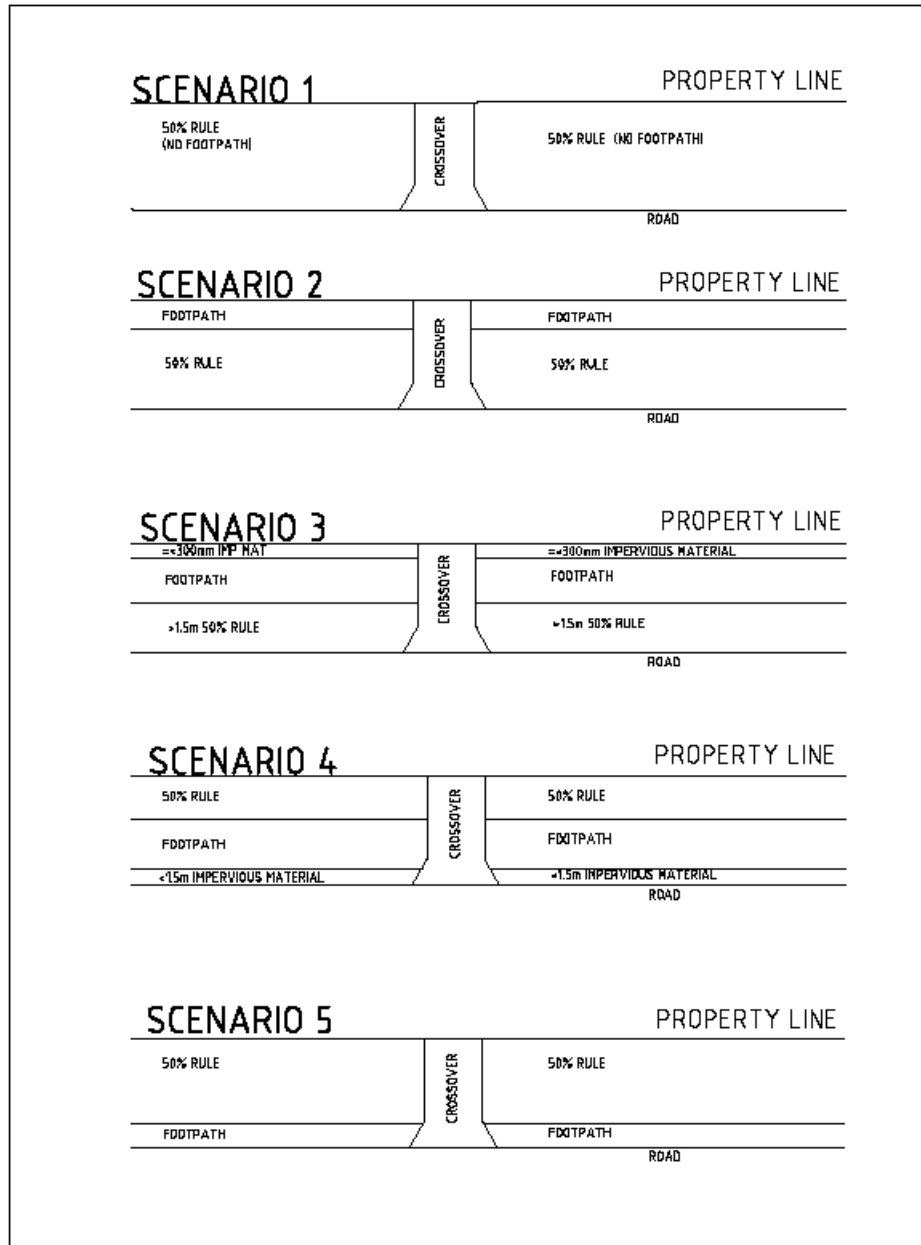 SCENARIO 1
PROPERTY LINE
50% RULE
(NO FOOTPATH)
CROSSOVER
50% RULE (NO FOOTPATH)
ROAD
SCENARIO 2
PROPERTY LINE
FOOTPATH
CROSSOVER
FOOTPATH
50% RULE
50% RULE
ROAD
SCENARIO 3
PROPERTY LINE
=<300mm IMP MAT
CROSSOVER
=<300mm IMPERVIOUS MATERIAL
FOOTPATH
FOOTPATH
>1.5m 50% RULE
>1.5m 50% RULE
ROAD
SCENARIO 4
PROPERTY LINE
50% RULE
CROSSOVER
50% RULE
FOOTPATH
FOOTPATH
<1.5m IMPERVIOUS MATERIAL
<1.5m IMPERVIOUS MATERIAL
ROAD
SCENARIO 5
PROPERTY LINE
50% RULE
CROSSOVER
50% RULE
FOOTPATH
FOOTPATH
ROAD